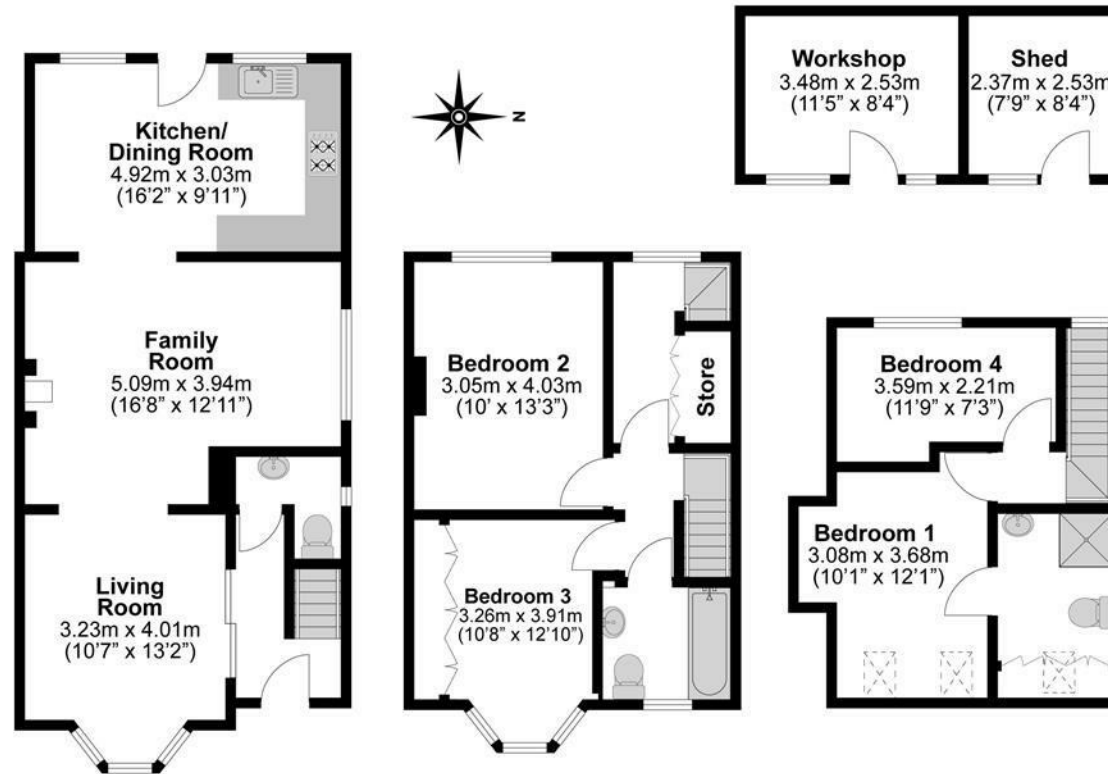 Kitchen/
Dining Room
4.92m x 3.03m
(16'2" x 9'11")
N
Workshop
3.48m x 2.53m
(11'5" x 8'4")
Shed
2.37m x 2.53m
(7'9" x 8'4")
Family
Room
5.09m x 3.94m
(16'8" x 12'11")
Living
Room
3.23m x 4.01m
(10'7" x 13'2")
Bedroom 2
3.05m x 4.03m
(10' x 13'3")
Store
Bedroom 3
3.26m x 3.91m
(10'8" x 12'10")
Bedroom 4
3.59m x 2.21m
(11'9" x 7'3")
Bedroom 1
3.08m x 3.68m
(10'1" x 12'1")